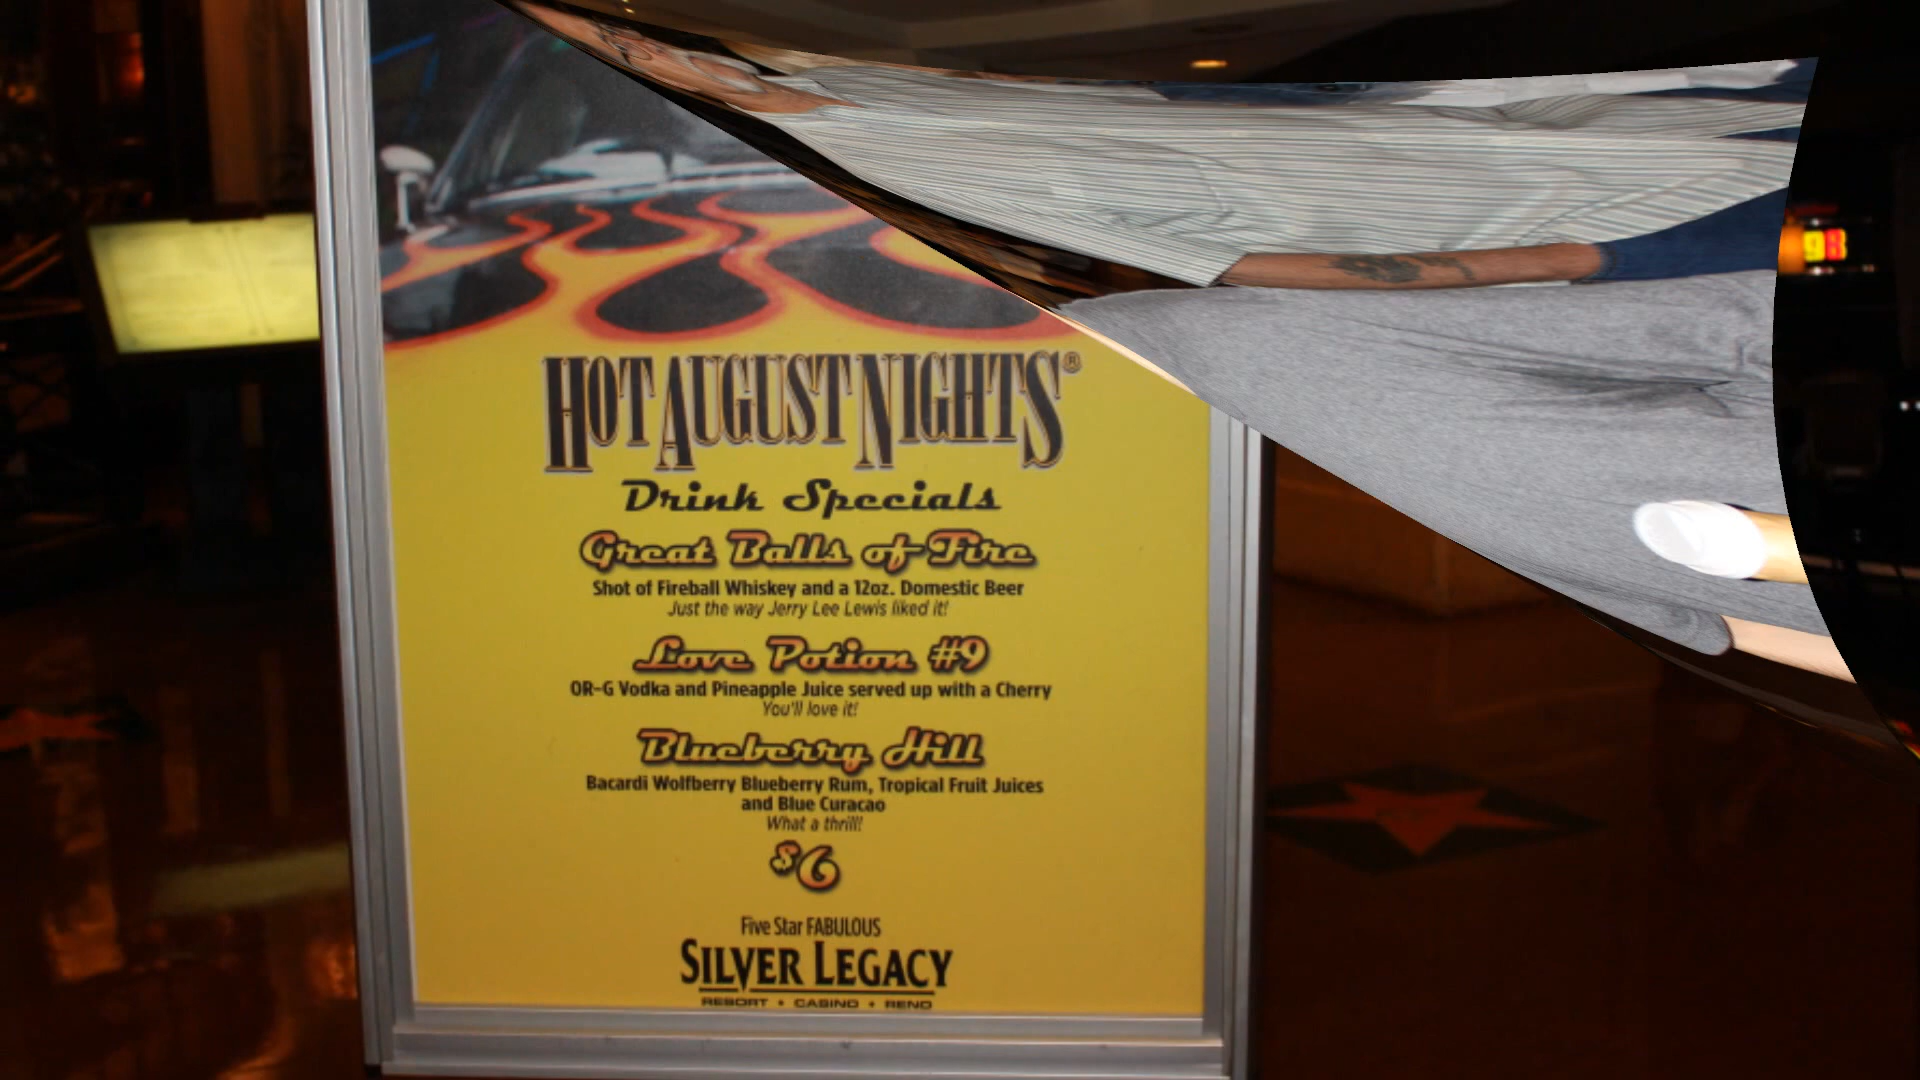 HOT AUGUST NIGHTS®
Drink Specials
Great Balls of Fire
Shot of Fireball Whiskey and a 12oz. Domestic Beer
Just the way Jerry Lee Lewis liked it!
Love Potion #9
OR-G Vodka and Pineapple Juice served up with a Cherry
You'll love it!
Blueberry Hill
Bacardi Wolfberry Blueberry Rum, Tropical Fruit Juices
and Blue Curacao
What a thrill!
$6
Five Star FABULOUS
SILVER LEGACY
RESORT • CASINO • RENO
98